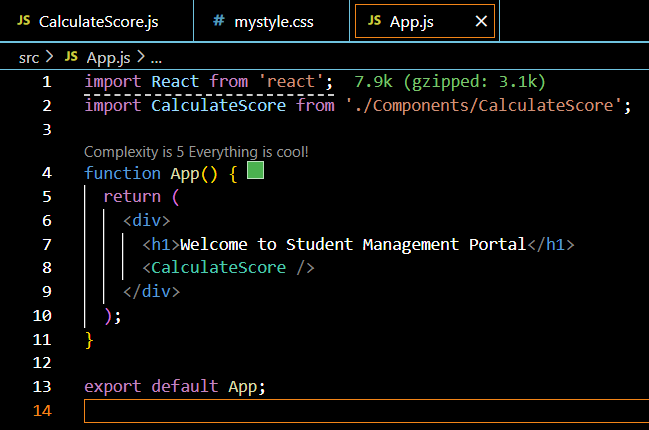 JS CalculateScore.js # mystyle.css JS App.js ×
src > JS App.js > ...
1 import React from 'react'; 7.9k (gzipped: 3.1k)
2 import CalculateScore from './Components/CalculateScore';
3
Complexity is 5 Everything is cool!
4 function App() {
5 return (
6 <div>
7 <h1>Welcome to Student Management Portal</h1>
8 <CalculateScore />
9 </div>
10 );
11 }
12
13 export default App;
14